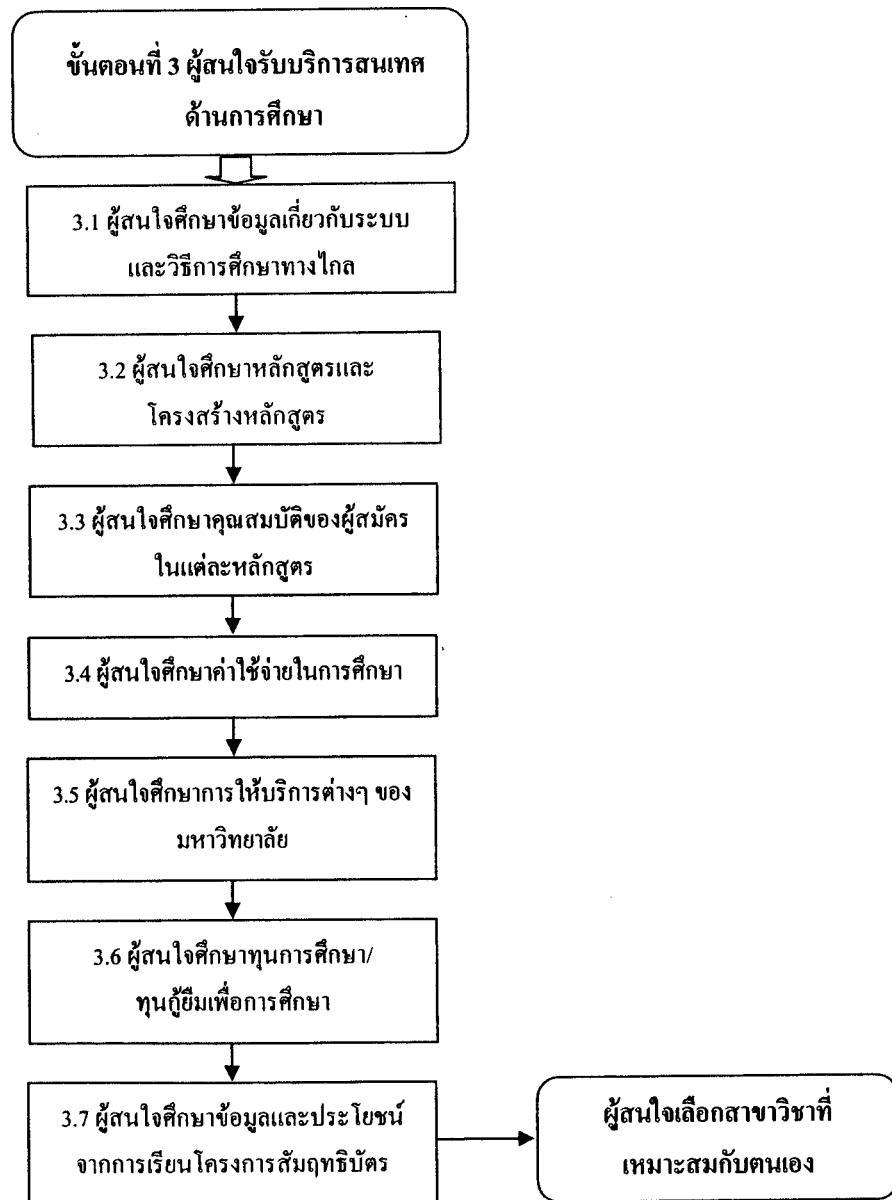 ขั้นตอนที่ 3 ผู้สนใจรับบริการสนเทศ
ด้านการศึกษา
3.1 ผู้สนใจศึกษาข้อมูลเกี่ยวกับระบบ
และวิธีการศึกษาทางไกล
3.2 ผู้สนใจศึกษาหลักสูตรและ
โครงสร้างหลักสูตร
3.3 ผู้สนใจศึกษาคุณสมบัติของผู้สมัคร
ในแต่ละหลักสูตร
3.4 ผู้สนใจศึกษาค่าใช้จ่ายในการศึกษา
3.5 ผู้สนใจศึกษาการให้บริการต่างๆ ของ
มหาวิทยาลัย
3.6 ผู้สนใจศึกษาทุนการศึกษา/
ทุนกู้ยืมเพื่อการศึกษา
3.7 ผู้สนใจศึกษาข้อมูลและประโยชน์
จากการเรียนโครงการสัมฤทธิบัตร
ผู้สนใจเลือกสาขาวิชาที่
เหมาะสมกับตนเอง